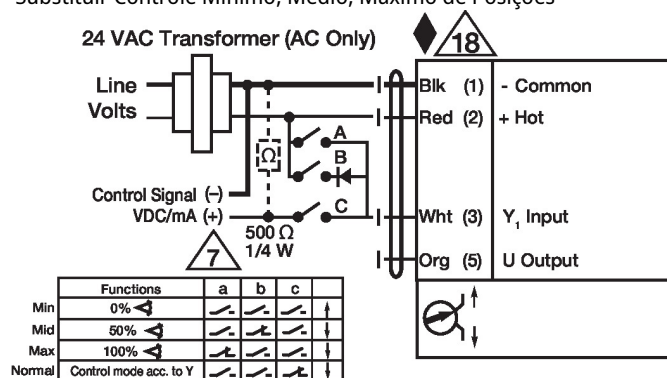 Substituir Controle Mínimo, Médio, Máximo de Posições
24 VAC Transformer (AC Only)
18
Line
Volts
Blk (1) - Common
Red (2) + Hot
A
Ω
B
Control Signal (–)
VDC/mA (+)
C
Wht (3) Y1 Input
500 Ω
1/4 W
7
Org (5) U Output
Functions a b c
Min 0%
Mid 50%
Max 100%
Normal Control mode acc. to Y